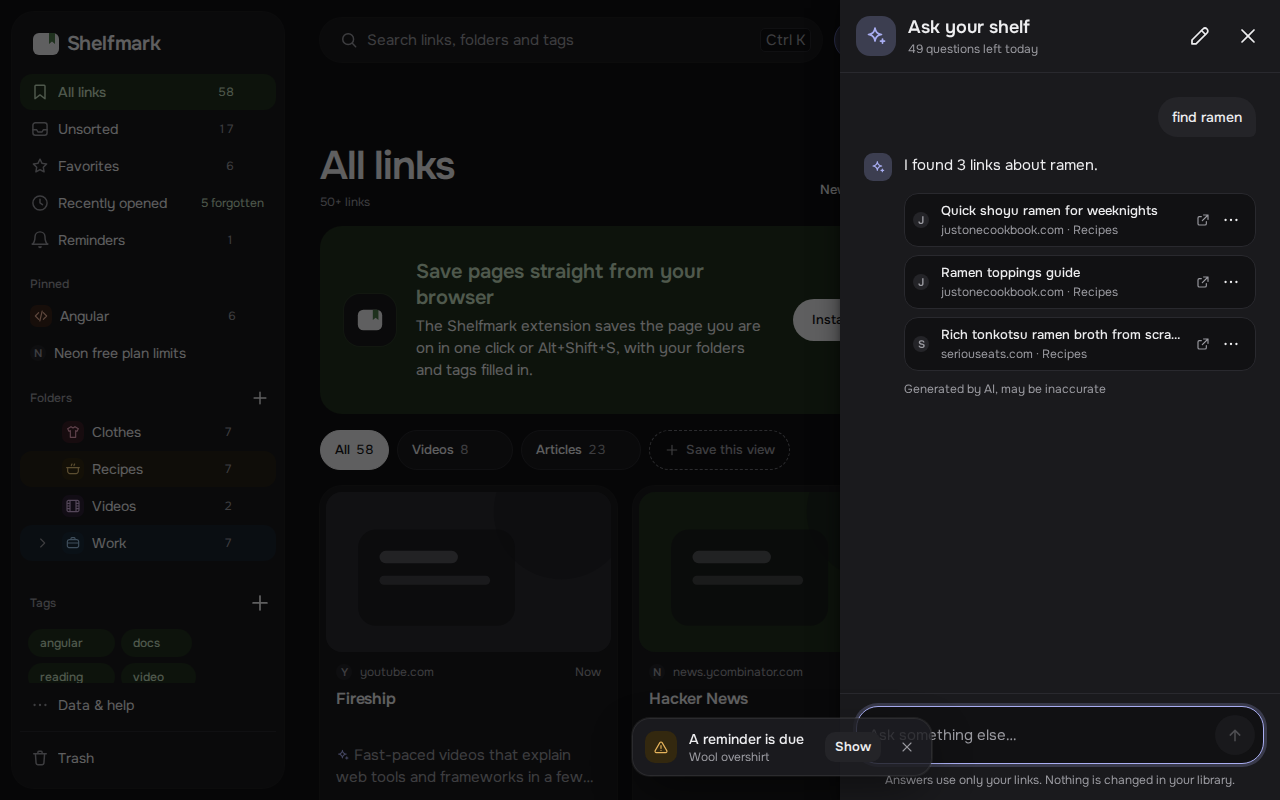 Shelfmark
All links 58
Unsorted 17
Favorites 6
Recently opened 5 forgotten
Reminders 1
Pinned
Angular 6
N Neon free plan limits
Folders
Clothes 7
Recipes 7
Videos 2
Work 7
Tags
angular docs
reading video
Data & help
Trash
Search links, folders and tags Ctrl K
All links
50+ links
Save pages straight from your
browser
The Shelfmark extension saves the page you are
on in one click or Alt+Shift+S, with your folders
and tags filled in.
All 58 Videos 8 Articles 23 Save this view
Y youtube.com Now
Fireship
Fast-paced videos that explain
web tools and frameworks in a few...
N news.ycombinator.com
Hacker News
A reminder is due
Wool overshirt
Show
Ask your shelf
49 questions left today
find ramen
I found 3 links about ramen.
J Quick shoyu ramen for weeknights
justonecookbook.com · Recipes
J Ramen toppings guide
justonecookbook.com · Recipes
S Rich tonkotsu ramen broth from scra...
seriouseats.com · Recipes
Generated by AI, may be inaccurate
Ask something else...
Answers use only your links. Nothing is changed in your library.